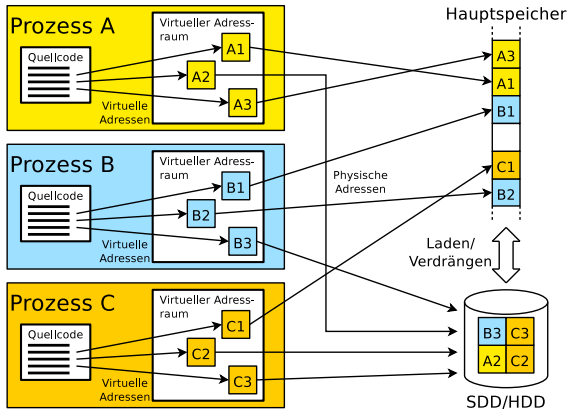 Prozess A
Quellcode
Virtueller Adress-
raum
A1
A2
A3
Virtuelle
Adressen
Prozess B
Quellcode
Virtueller Adress-
raum
B1
B2
B3
Virtuelle
Adressen
Prozess C
Quellcode
Virtueller Adress-
raum
C1
C2
C3
Virtuelle
Adressen
Physische
Adressen
Hauptspeicher
A3
A1
B1
C1
B2
Laden/
Verdrängen
B3 C3
A2 C2
SDD/HDD